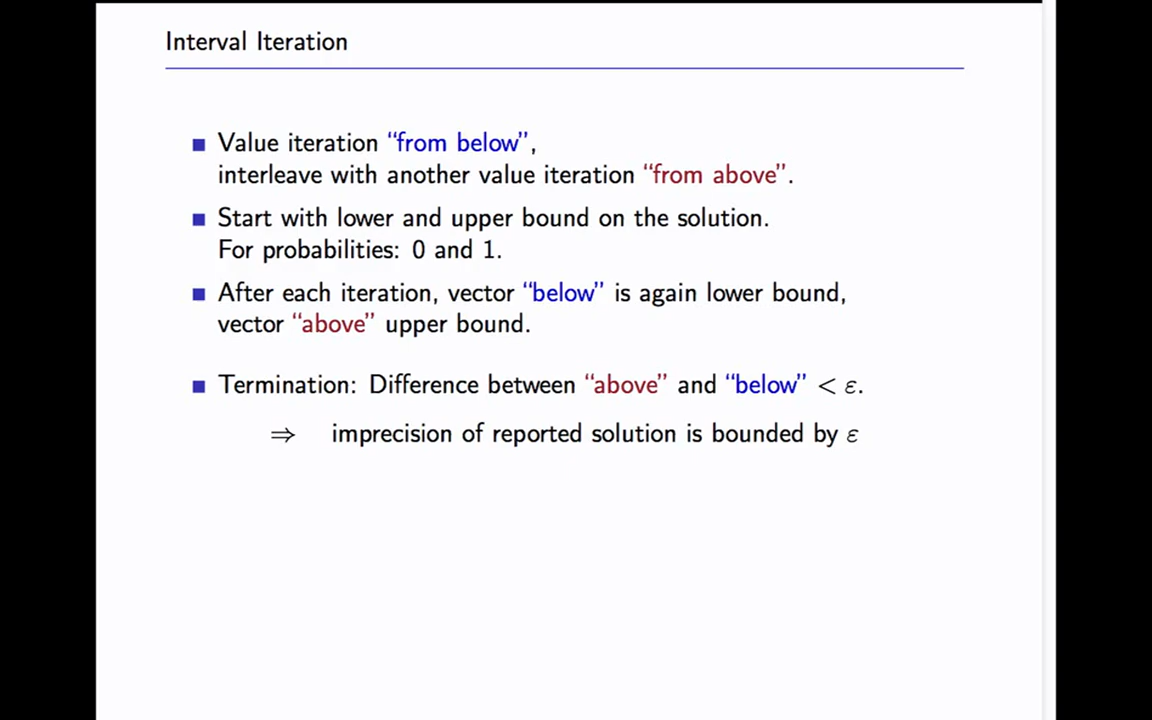 Interval Iteration
Value iteration “from below”,
interleave with another value iteration “from above”.
Start with lower and upper bound on the solution.
For probabilities: 0 and 1.
After each iteration, vector “below” is again lower bound,
vector “above” upper bound.
Termination: Difference between “above” and “below” < ε.
⇒ imprecision of reported solution is bounded by ε